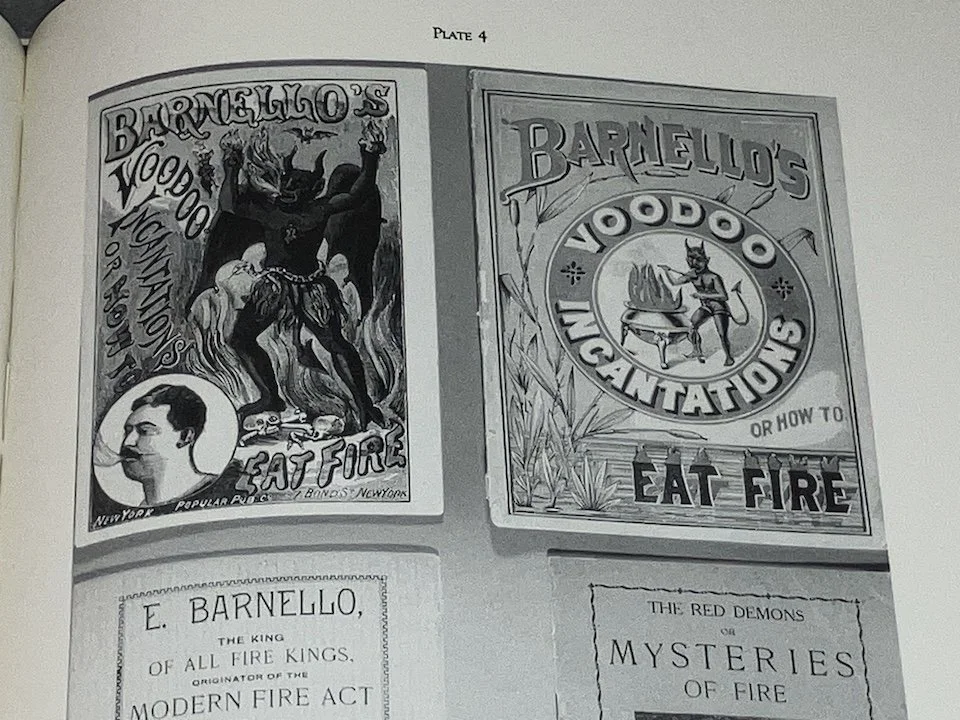 PLATE 4
BARNELLO'S
VOODOO
INCANTATIONS
OR HOW TO
EAT FIRE
NEW YORK POPULAR PUB. Co. 7 BOND ST. NEW YORK
BARNELLO'S
VOODOO
INCANTATIONS
OR HOW TO
EAT FIRE
E. BARNELLO,
THE KING
OF ALL FIRE KINGS,
ORIGINATOR OF THE
MODERN FIRE ACT
THE RED DEMONS
OR
MYSTERIES
OF FIRE